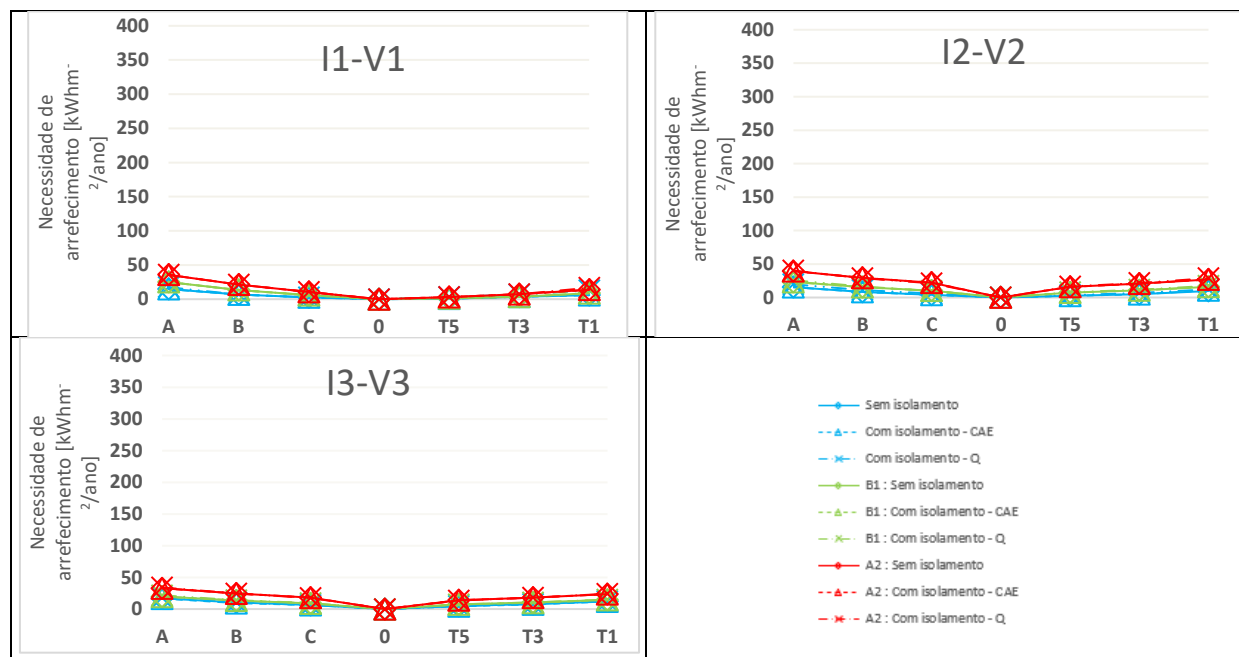 I1-V1
Necessidade de
arrefecimento [kWhm-
2/ano]
400
350
300
250
200
150
100
50
0
A B C 0 T5 T3 T1
I2-V2
Necessidade de
arrefecimento [kWhm-
2/ano]
400
350
300
250
200
150
100
50
0
A B C 0 T5 T3 T1
I3-V3
Necessidade de
arrefecimento [kWhm-
2/ano]
400
350
300
250
200
150
100
50
0
A B C 0 T5 T3 T1
Sem isolamento
Com isolamento - CAE
Com isolamento - Q
B1 : Sem isolamento
B1 : Com isolamento - CAE
B1 : Com isolamento - Q
A2 : Sem isolamento
A2 : Com isolamento - CAE
A2 : Com isolamento - Q